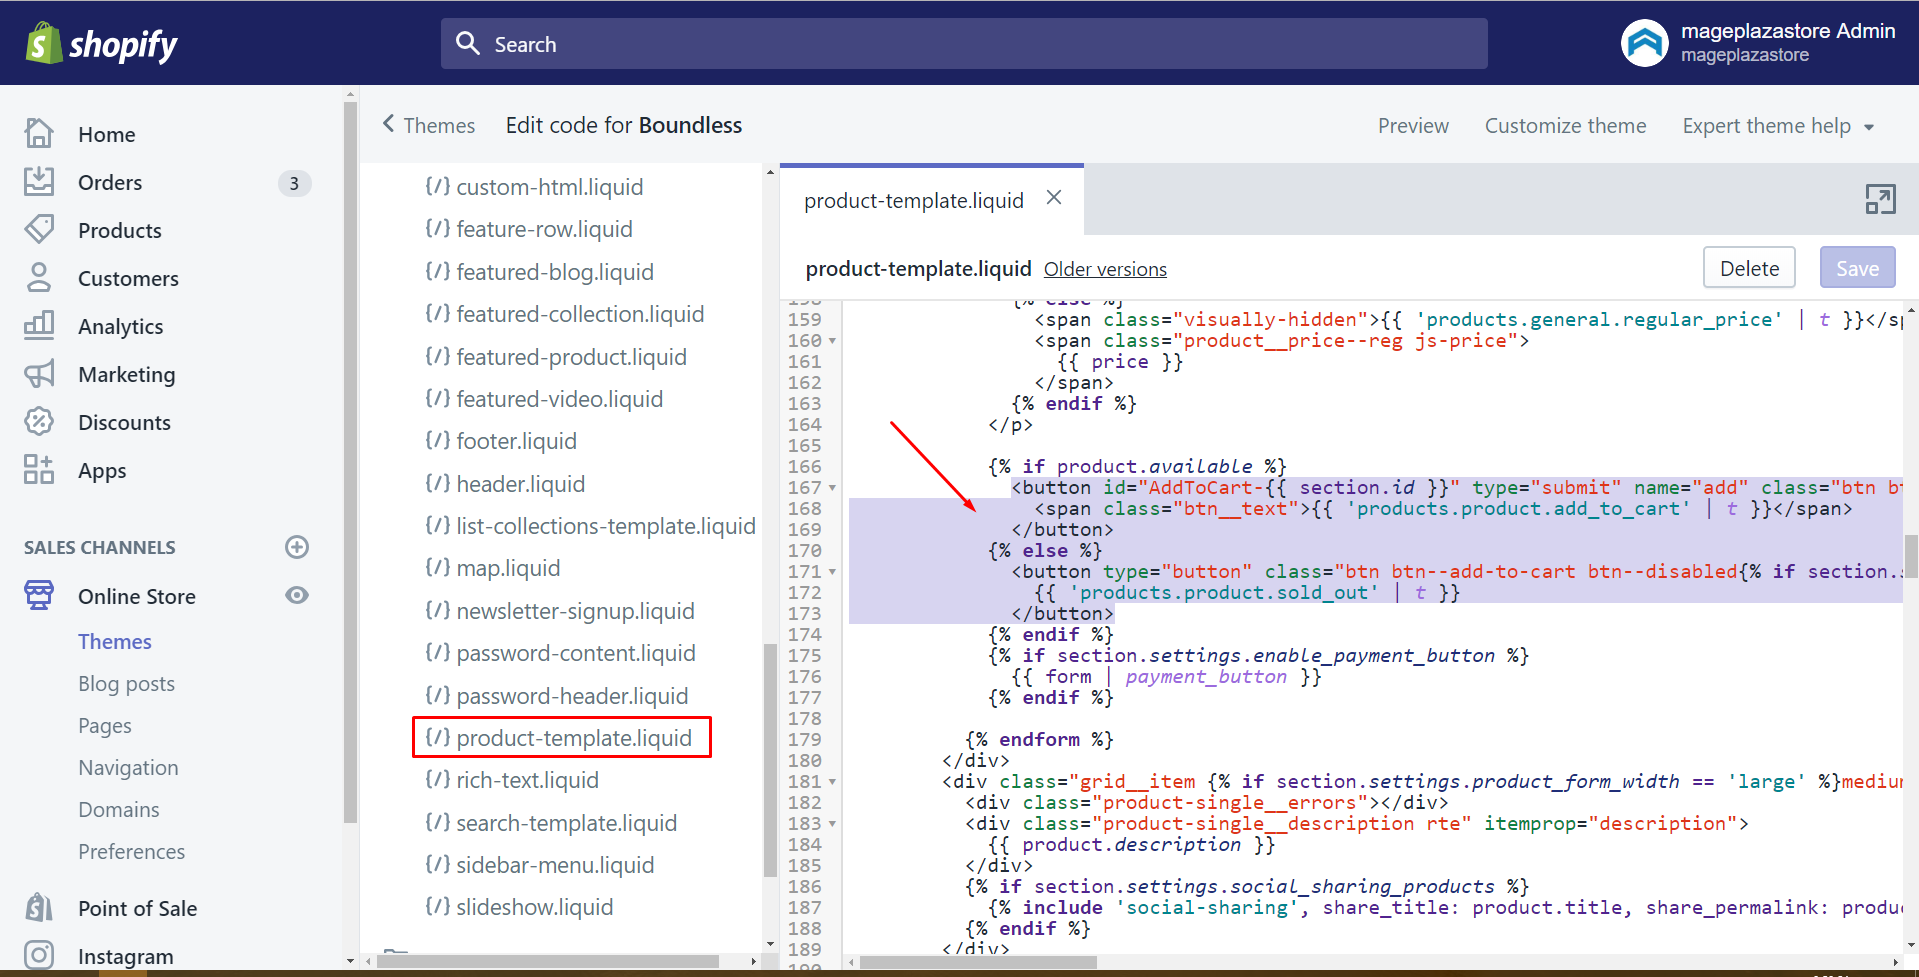 shopify
Search
mageplazastore Admin
mageplazastore
Home
Orders 3
Products
Customers
Analytics
Marketing
Discounts
Apps
SALES CHANNELS
Online Store
Themes
Blog posts
Pages
Navigation
Domains
Preferences
Point of Sale
Instagram
Themes Edit code for Boundless
Preview Customize theme Expert theme help
{/} custom-html.liquid
{/} feature-row.liquid
{/} featured-blog.liquid
{/} featured-collection.liquid
{/} featured-product.liquid
{/} featured-video.liquid
{/} footer.liquid
{/} header.liquid
{/} list-collections-template.liquid
{/} map.liquid
{/} newsletter-signup.liquid
{/} password-content.liquid
{/} password-header.liquid
{/} product-template.liquid
{/} rich-text.liquid
{/} search-template.liquid
{/} sidebar-menu.liquid
{/} slideshow.liquid
product-template.liquid
product-template.liquid Older versions
Delete Save
158 {% else %}
159 <span class="visually-hidden">{{ 'products.general.regular_price' | t }}</sp
160 <span class="product__price--reg js-price">
161 {{ price }}
162 </span>
163 {% endif %}
164 </p>
165
166 {% if product.available %}
167 <button id="AddToCart-{{ section.id }}" type="submit" name="add" class="btn bt
168 <span class="btn__text">{{ 'products.product.add_to_cart' | t }}</span>
169 </button>
170 {% else %}
171 <button type="button" class="btn btn--add-to-cart btn--disabled{% if section.s
172 {{ 'products.product.sold_out' | t }}
173 </button>
174 {% endif %}
175 {% if section.settings.enable_payment_button %}
176 {{ form | payment_button }}
177 {% endif %}
178
179 {% endform %}
180 </div>
181 <div class="grid__item {% if section.settings.product_form_width == 'large' %}medium
182 <div class="product-single__errors"></div>
183 <div class="product-single__description rte" itemprop="description">
184 {{ product.description }}
185 </div>
186 {% if section.settings.social_sharing_products %}
187 {% include 'social-sharing', share_title: product.title, share_permalink: produc
188 {% endif %}
189 </div>
190